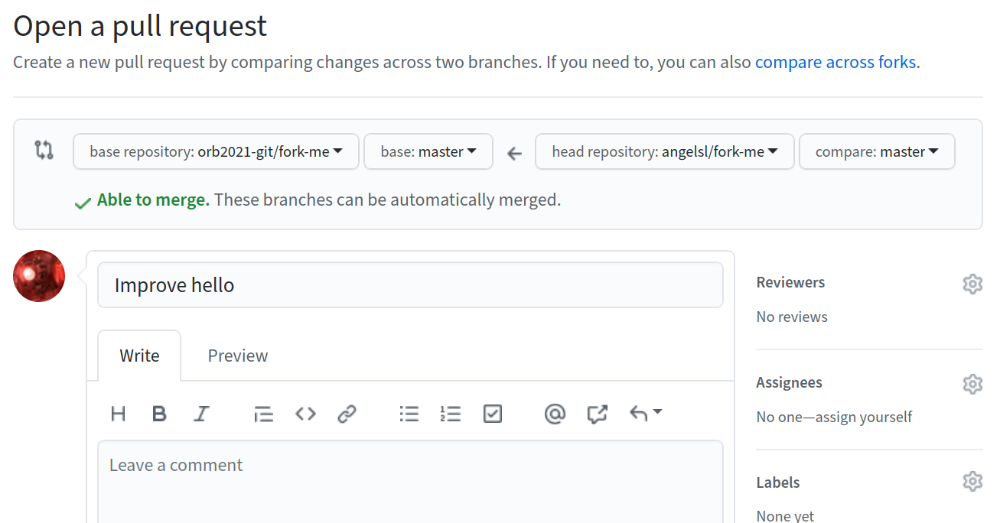 Open a pull request
Create a new pull request by comparing changes across two branches. If you need to, you can also compare across forks.
base repository: orb2021-git/fork-me base: master head repository: angelsl/fork-me compare: master
Able to merge. These branches can be automatically merged.
Improve hello
Reviewers
No reviews
Write Preview
Assignees
No one—assign yourself
H B I
Leave a comment
Labels
None yet